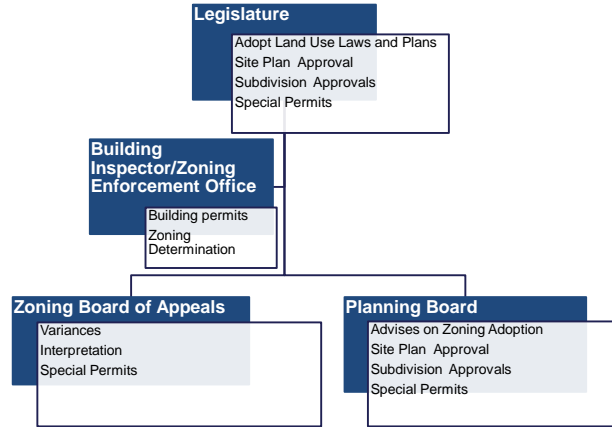 Legislature
Adopt Land Use Laws and Plans
Site Plan Approval
Subdivision Approvals
Special Permits
Building
Inspector/Zoning
Enforcement Office
Building permits
Zoning
Determination
Zoning Board of Appeals
Variances
Interpretation
Special Permits
Planning Board
Advises on Zoning Adoption
Site Plan Approval
Subdivision Approvals
Special Permits